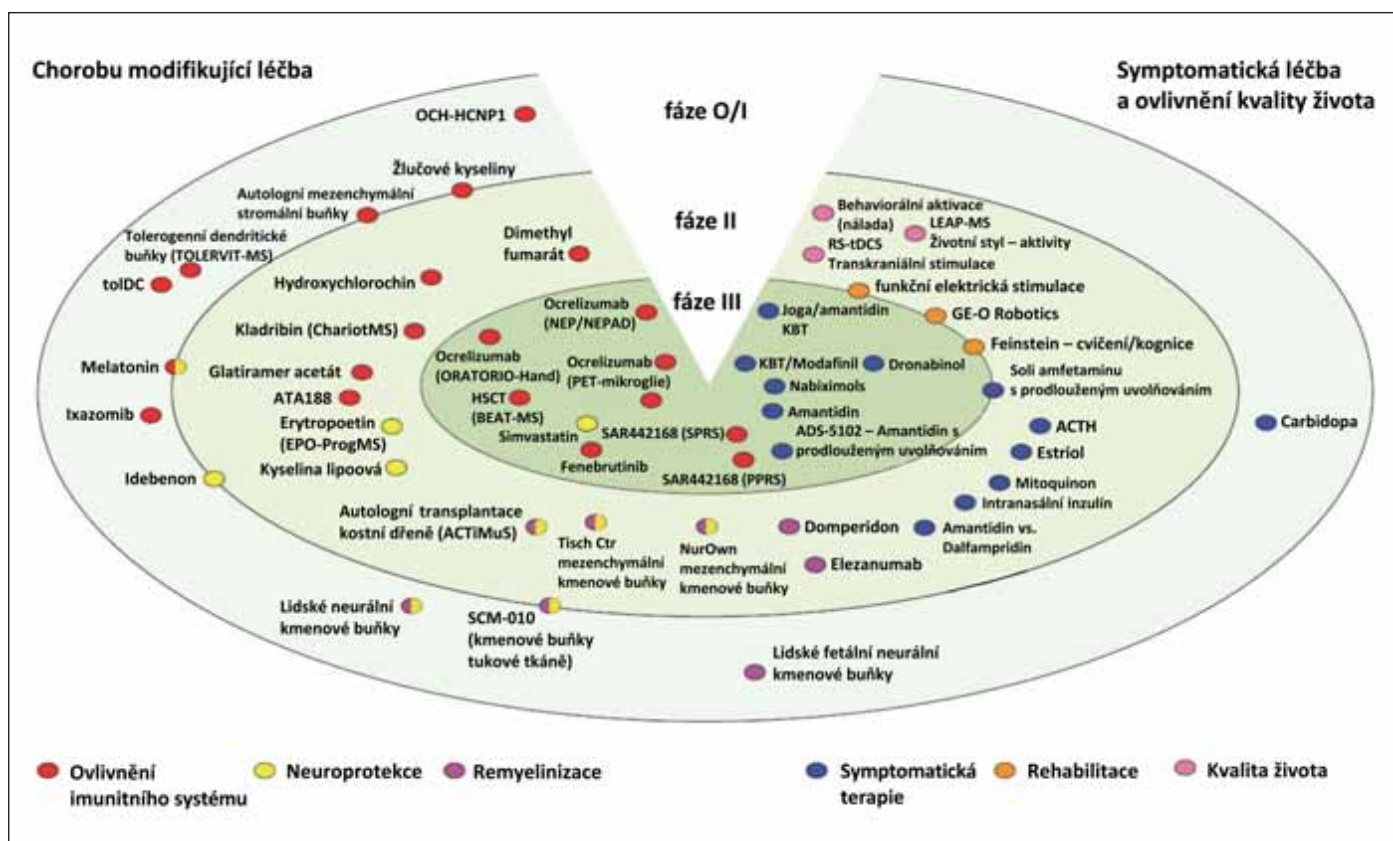 Chorobu modifikující léčba
Symptomatická léčba
a ovlivnění kvality života
fáze O/I
OCH-HCNP1
Žlučové kyseliny
Autologní mezenchymální
stromální buňky
Tolerogenní dendritické
buňky (TOLERVIT-MS)
tolDC
Melatonin
Ixazomib
Idebenon
fáze II
Dimethyl
fumarát
Hydroxychlorochin
Kladribin (ChariotMS)
Glatiramer acetát
ATA188
Erytropoetin
(EPO-ProgMS)
Kyselina lipoová
Autologní transplantace
kostní dřeně (ACTiMuS)
Tisch Ctr
mezenchymální
kmenové buňky
NurOwn
mezenchymální
kmenové buňky
Lidské neurální
kmenové buňky
SCM-010
(kmenové buňky
tukové tkáně)
fáze III
Ocrelizumab
(NEP/NEPAD)
Ocrelizumab
(ORATORIO-Hand)
Ocrelizumab
(PET-mikroglie)
HSCT
(BEAT-MS)
Simvastatin
SAR442168 (SPRS)
Fenebrutinib
SAR442168 (PPRS)
Behaviorální aktivace
(nálada)
LEAP-MS
Životní styl – aktivity
RS-tDCS
Transkraniální stimulace
funkční elektrická stimulace
GE-O Robotics
Feinstein – cvičení/kognice
Joga/amantidin
KBT
KBT/Modafinil
Dronabinol
Nabiximols
Amantidin
ADS-5102 – Amantidin s
prodlouženým uvolňováním
Soli amfetaminu
s prodlouženým uvolňováním
ACTH
Estriol
Mitoquinon
Intranasální inzulín
Amantidin vs.
Dalfampridin
Carbidopa
Domperidon
Elezanumab
Lidské fetální neurální
kmenové buňky
Ovlivnění
imunitního systému
Neuroprotekce
Remyelinizace
Symptomatická
terapie
Rehabilitace
Kvalita života